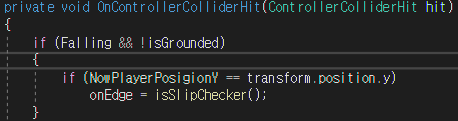 private void OnControllerColliderHit(ControllerColliderHit hit)
{
if (Falling && !isGrounded)
{
if (NowPlayerPosigionY == transform.position.y)
onEdge = isSlipChecker();
}